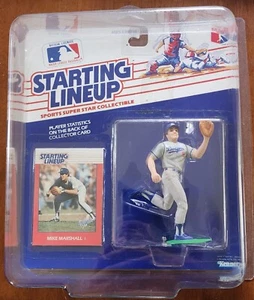 STARTING
LINEUP
SPORTS SUPER STAR COLLECTIBLE
PLAYER STATISTICS
ON THE BACK OF
COLLECTOR CARD
STARTING
LINEUP
MIKE MARSHALL